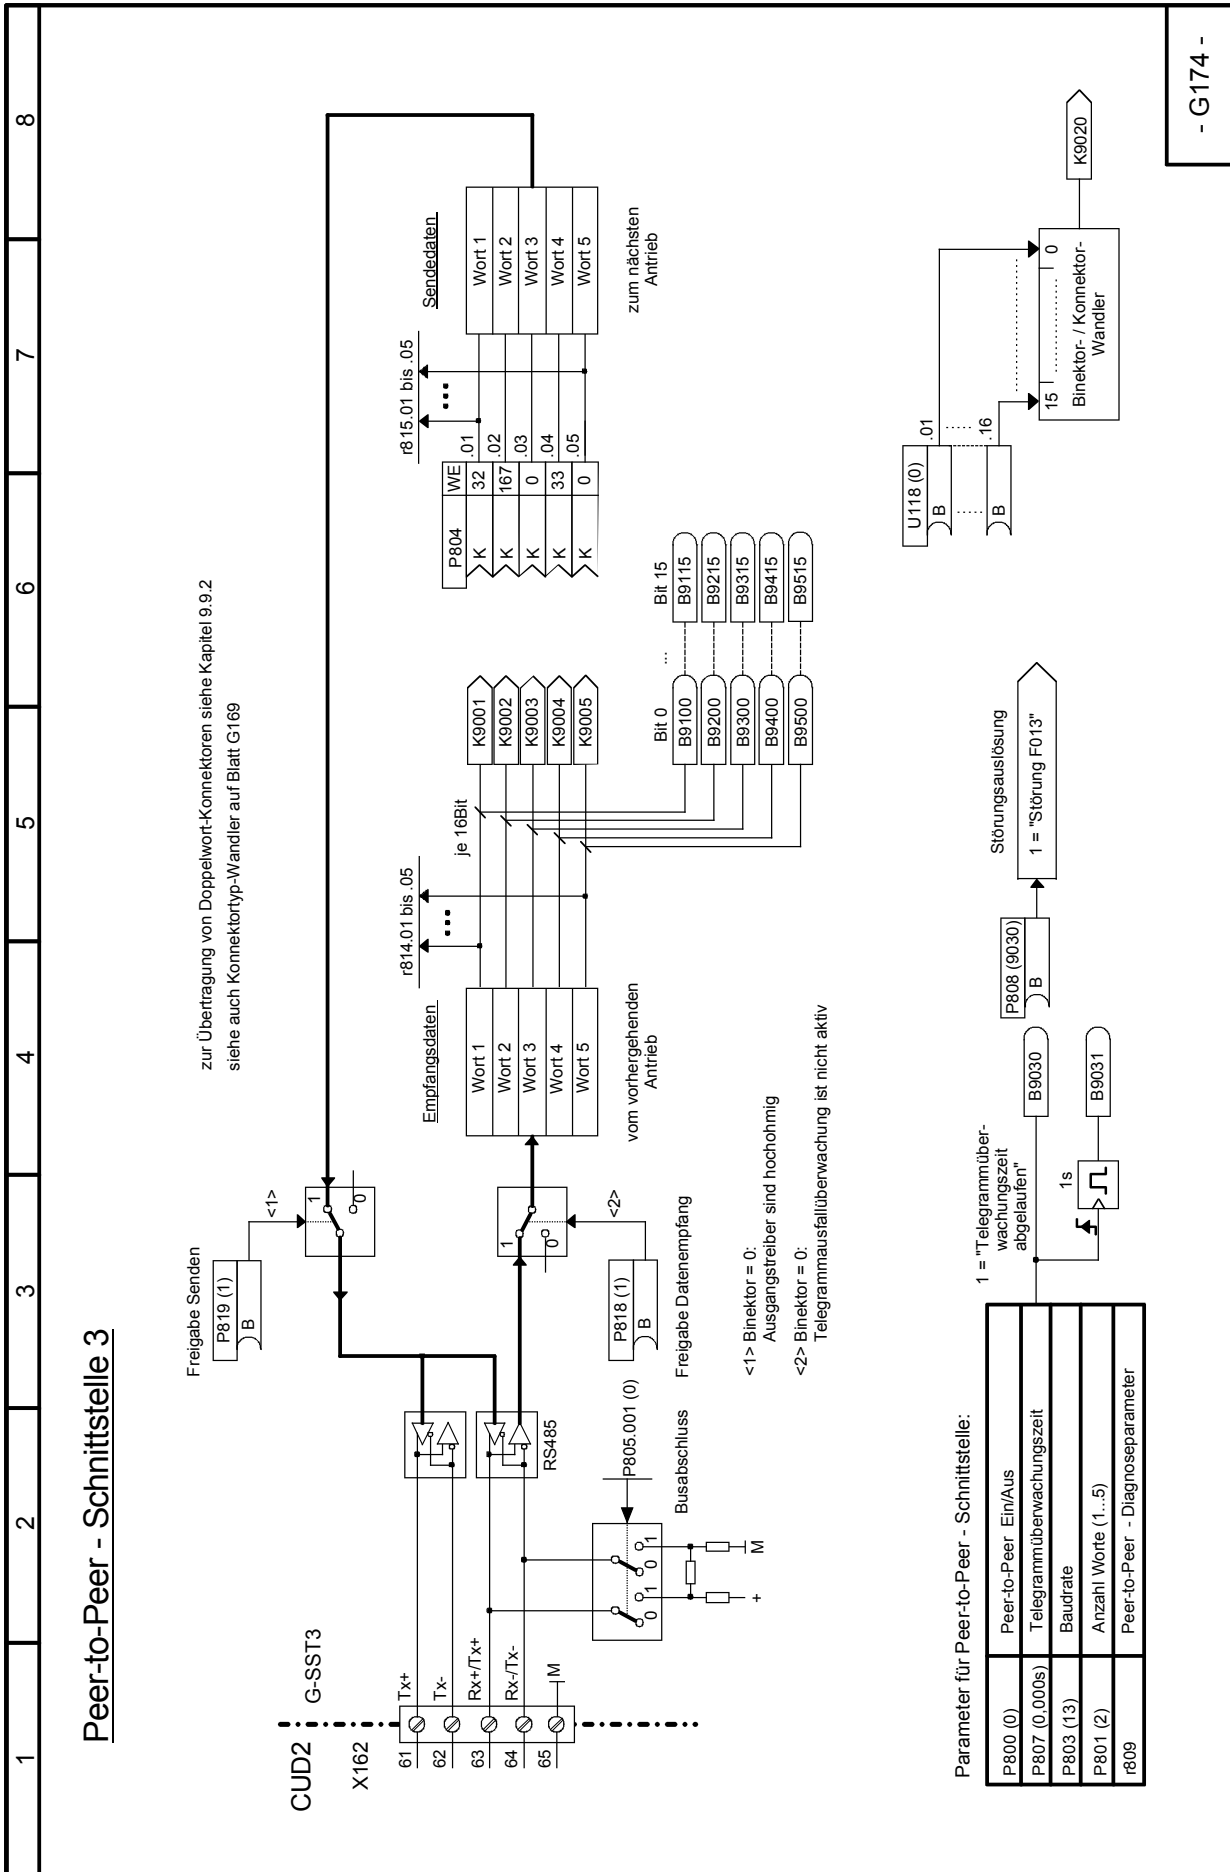 1
2
3
4
5
6
7
8
Peer-to-Peer - Schnittstelle 3
zur Übertragung von Doppelwort-Konnektoren siehe Kapitel 9.9.2
siehe auch Konnektortyp-Wandler auf Blatt G169
CUD2
G-SST3
X162
61
Tx+
62
Tx-
63
Rx+/Tx+
64
Rx-/Tx-
65
M
RS485
P805.001 (0)
Busabschluss
0
1
0
1
+
M
Freigabe Senden
P819 (1)
B
<1>
1
0
1
0
<2>
P818 (1)
B
Freigabe Datenempfang
<1> Binektor = 0:
Ausgangstreiber sind hochohmig
<2> Binektor = 0:
Telegrammausfallüberwachung ist nicht aktiv
Empfangsdaten
Wort 1
Wort 2
Wort 3
Wort 4
Wort 5
vom vorhergehenden
Antrieb
r814.01 bis .05
je 16Bit
K9001
K9002
K9003
K9004
K9005
Bit 0
...
Bit 15
B9100
B9115
B9200
B9215
B9300
B9315
B9400
B9415
B9500
B9515
P804
WE
K
32
.01
K
167
.02
K
0
.03
K
33
.04
K
0
.05
r815.01 bis .05
Sendedaten
Wort 1
Wort 2
Wort 3
Wort 4
Wort 5
zum nächsten
Antrieb
Parameter für Peer-to-Peer - Schnittstelle:
P800 (0)
Peer-to-Peer Ein/Aus
P807 (0,000s)
Telegrammüberwachungszeit
P803 (13)
Baudrate
P801 (2)
Anzahl Worte (1...5)
r809
Peer-to-Peer - Diagnoseparameter
1 = "Telegrammüber-
wachungszeit
abgelaufen"
1s
B9030
B9031
P808 (9030)
B
Störungsauslösung
1 = "Störung F013"
U118 (0)
B
.01
B
.16
15
0
Binektor- / Konnektor-
Wandler
K9020
- G174 -